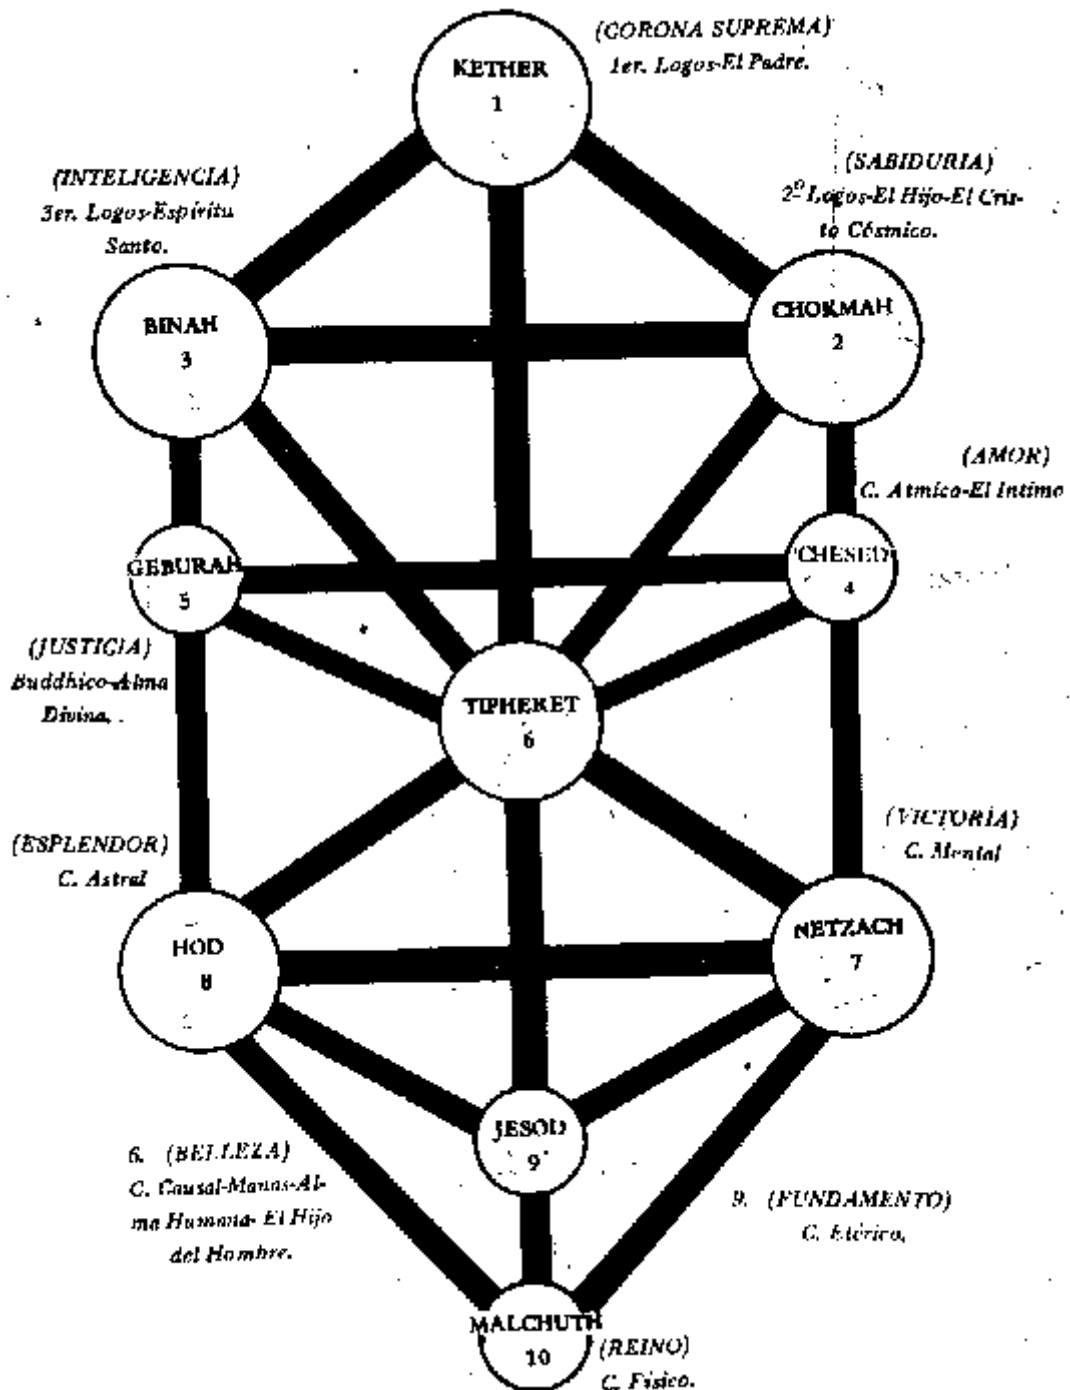 (CORONA SUPREMA)
1er. Logos-El Padre.
KETHER
1
(INTELIGENCIA)
3er. Logos-Espíritu
Santo.
(SABIDURIA)
2º Logos-El Hijo-El Cris-
to Cósmico.
BINAH
3
CHOKMAH
2
(AMOR)
C. Atmico-El Intimo
GEBURAH
5
CHESED
4
(JUSTICIA)
Buddhico-Alma
Divina.
TIPHERET
6
(ESPLENDOR)
C. Astral
(VICTORIA)
C. Mental
HOD
8
NETZACH
7
JESOD
9
6. (BELLEZA)
C. Causal-Manas-Al-
ma Humana- El Hijo
del Hombre.
9. (FUNDAMENTO)
C. Etérico.
MALCHUTH
10
(REINO)
C. Físico.